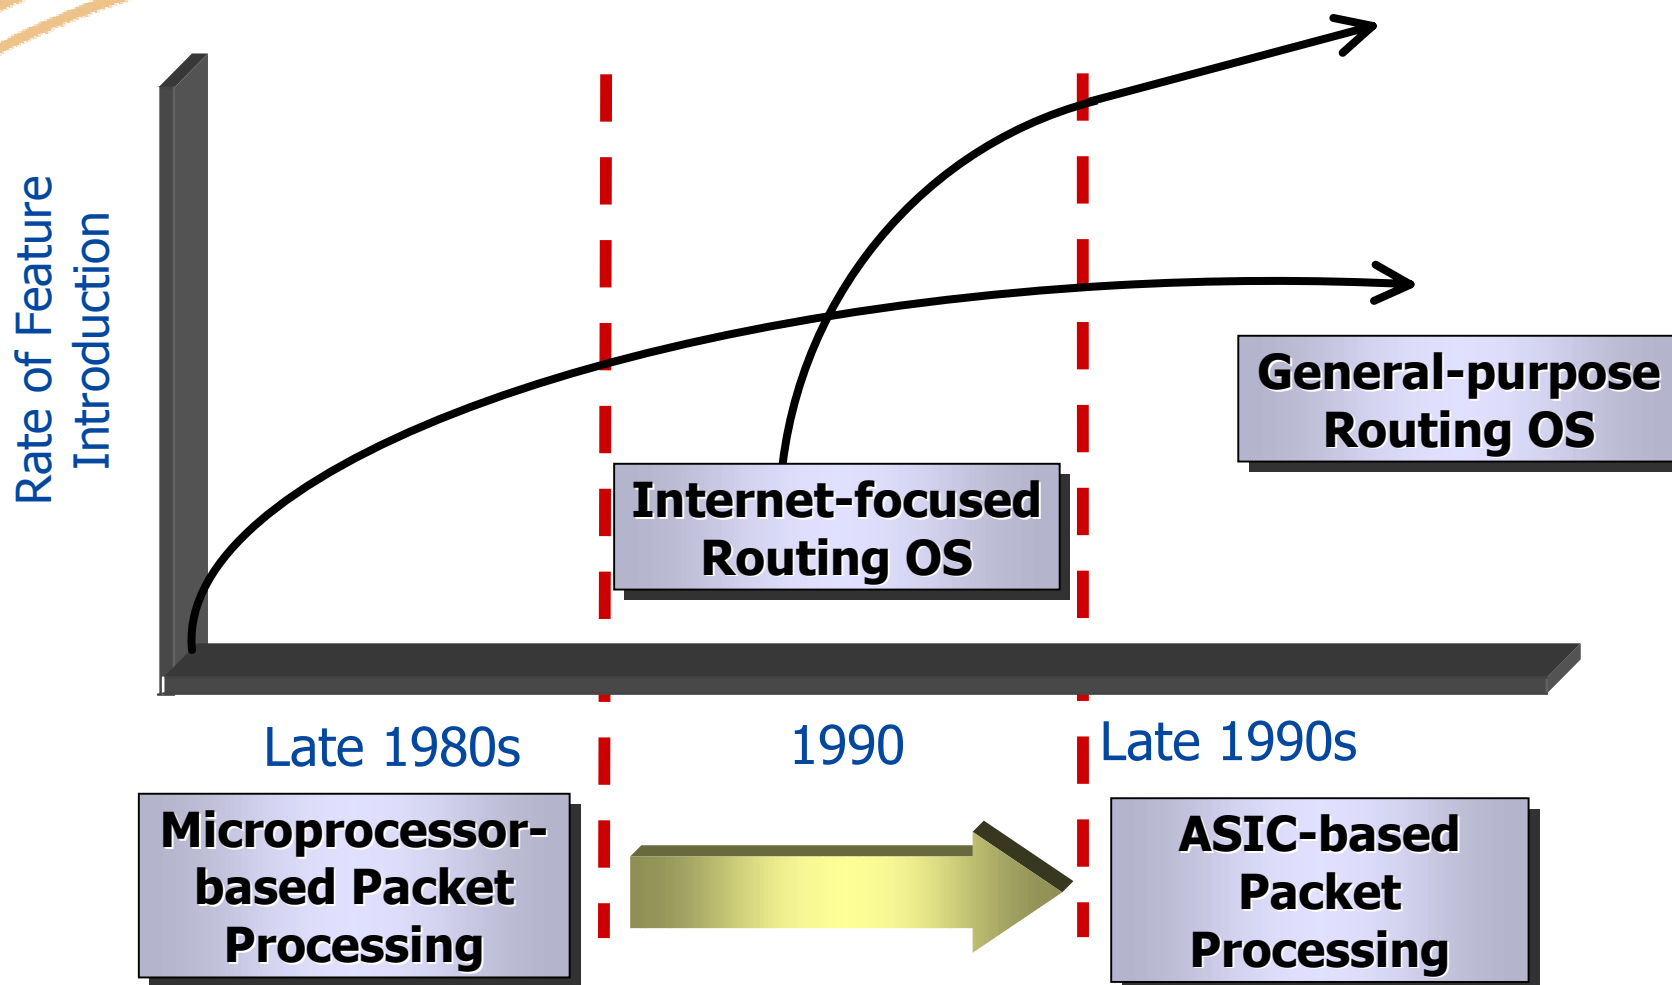 Rate of Feature
Introduction
General-purpose
Routing OS
Internet-focused
Routing OS
Late 1980s
1990
Late 1990s
Microprocessor-
based Packet
Processing
ASIC-based
Packet
Processing